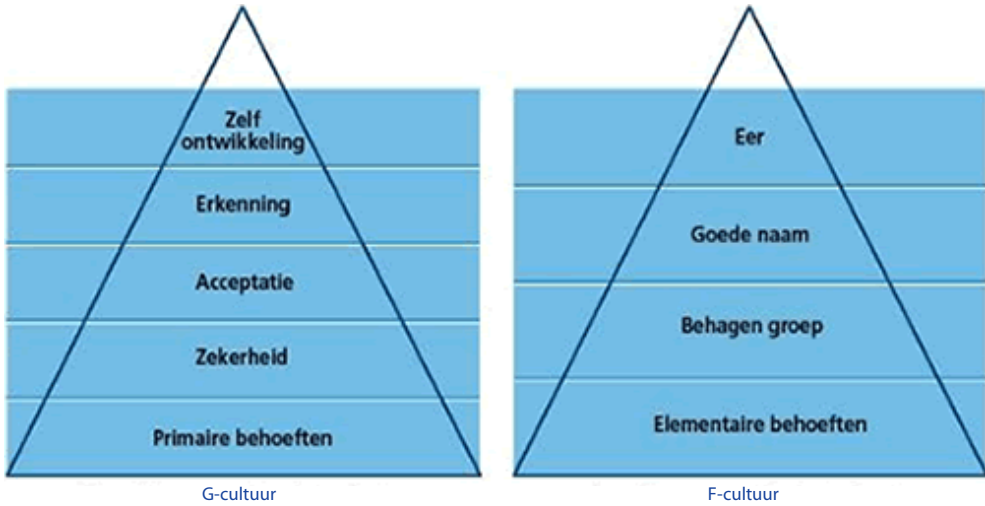 Zelf
ontwikkeling
Erkenning
Acceptatie
Zekerheid
Primaire behoeften
G-cultuur
Eer
Goede naam
Behagen groep
Elementaire behoeften
F-cultuur